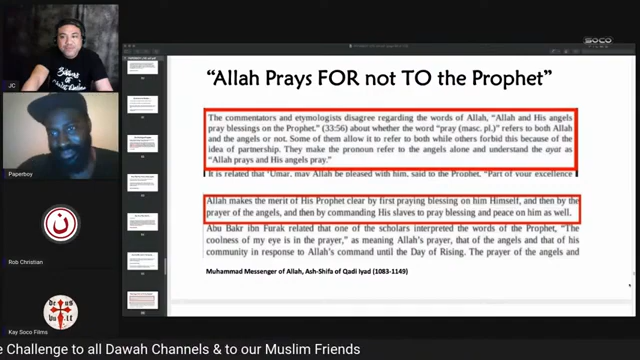 SOCO
FILMS
"Allah Prays FOR not TO the Prophet"
The commentators and etymologists disagree regarding the words of Allah, "Allah and His angels
pray blessings on the Prophet." (33:56) about whether the word "pray (masc. pl.)" refers to both Allah
and the angels or not. Some of them allow it to refer to both while others forbid this because of the
idea of partnership. They make the pronoun refer to the angels alone and understand the ayat as
"Allah prays and His angels pray."
It is related that 'Umar, may Allah be pleased with him, said to the Prophet, "Part of your excellence
Allah makes the merit of His Prophet clear by first praying blessing on him Himself, and then by the
prayer of the angels, and then by commanding His slaves to pray blessing and peace on him as well.
Abu Bakr ibn Furak related that one of the scholars interpreted the words of the Prophet, "The
coolness of my eye is in the prayer," as meaning Allah's prayer, that of the angels and that of his
community in response to Allah's command until the Day of Rising. The prayer of the angels and
Muhammad Messenger of Allah, Ash-Shifa of Qadi Iyad (1083-1149)
JC
Paperboy
Rob Christian
Kay Soco Films
e Challenge to all Dawah Channels & to our Muslim Friends